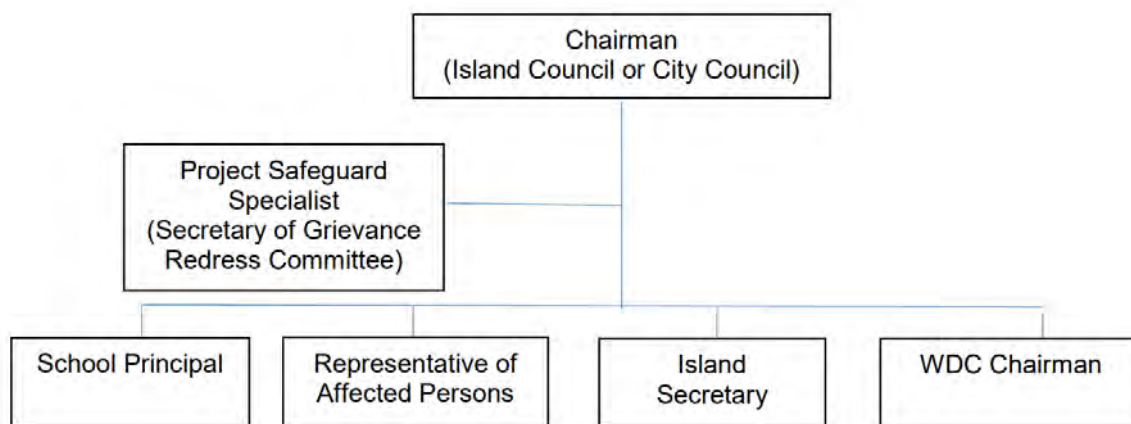 Chairman
(Island Council or City Council)
Project Safeguard
Specialist
(Secretary of Grievance
Redress Committee)
School Principal
Representative of
Affected Persons
Island
Secretary
WDC Chairman